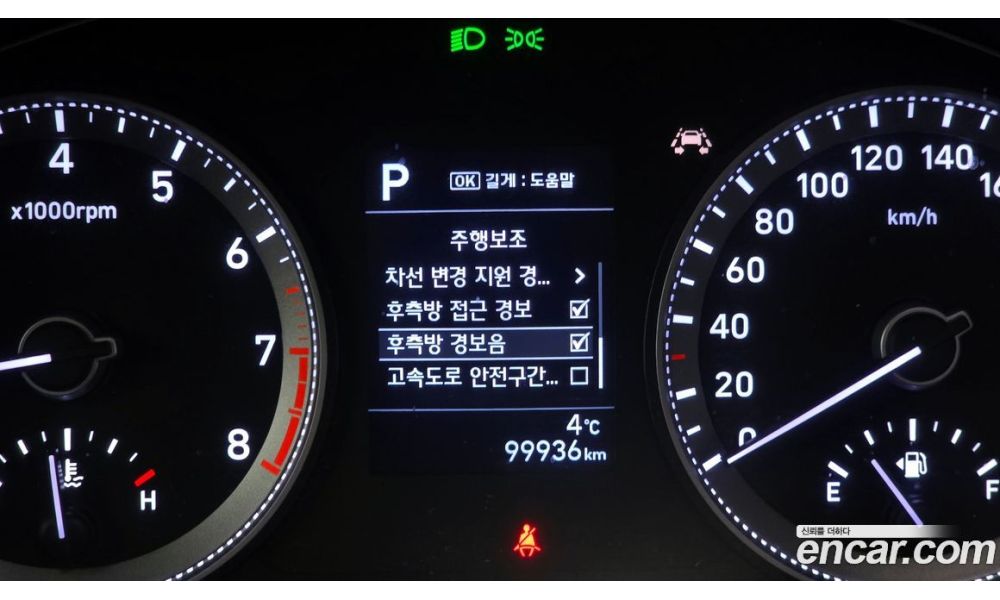 P
OK 길게 : 도움말
주행보조
차선 변경 지원 경...
후측방 접근 경보
후측방 경보음
고속도로 안전구간...
4℃
99936 km
4
5
6
7
8
x1000rpm
H
0
20
40
60
80
100
120
140
km/h
E
F
신뢰를 더하다
encar.com